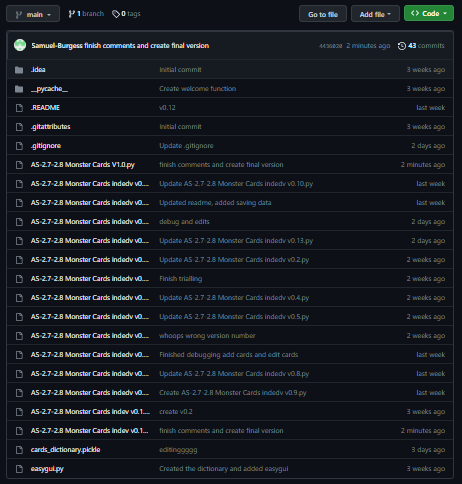 main 1 branch 0 tags Go to file Add file Code
Samuel-Burgess finish comments and create final version 2 minutes ago 43 commits
.idea Initial commit 3 weeks ago
__pycache__ Create welcome function 3 weeks ago
.README v0.12 last week
.gitattributes Initial commit 3 weeks ago
.gitignore Update .gitignore 2 days ago
AS-2.7-2.8 Monster Cards V1.0.py finish comments and create final version 2 minutes ago
AS-2.7-2.8 Monster Cards indedv v0.... Update AS-2.7-2.8 Monster Cards indedv v0.10.py last week
AS-2.7-2.8 Monster Cards indedv v0.... Updated readme, added saving data last week
AS-2.7-2.8 Monster Cards indedv v0.... debug and edits 2 days ago
AS-2.7-2.8 Monster Cards indedv v0.... Update AS-2.7-2.8 Monster Cards indedv v0.13.py 2 days ago
AS-2.7-2.8 Monster Cards indedv v0.... Update AS-2.7-2.8 Monster Cards indedv v0.2.py 2 weeks ago
AS-2.7-2.8 Monster Cards indedv v0.... Finish trialling 2 weeks ago
AS-2.7-2.8 Monster Cards indedv v0.... Update AS-2.7-2.8 Monster Cards indedv v0.4.py 2 weeks ago
AS-2.7-2.8 Monster Cards indedv v0.... Update AS-2.7-2.8 Monster Cards indedv v0.5.py 2 weeks ago
AS-2.7-2.8 Monster Cards indedv v0.... whoops wrong version number 2 weeks ago
AS-2.7-2.8 Monster Cards indedv v0.... Finished debugging add cards and edit cards last week
AS-2.7-2.8 Monster Cards indedv v0.... Update AS-2.7-2.8 Monster Cards indedv v0.8.py last week
AS-2.7-2.8 Monster Cards indedv v0.... Create AS-2.7-2.8 Monster Cards indedv v0.9.py last week
AS-2.7-2.8 Monster Cards indev v0.1.... create v0.2 3 weeks ago
AS-2.7-2.8 Monster Cards indev v0.1... finish comments and create final version 2 minutes ago
cards_dictionary.pickle editinggggg 3 days ago
easygui.py Created the dictionary and added easygui 3 weeks ago